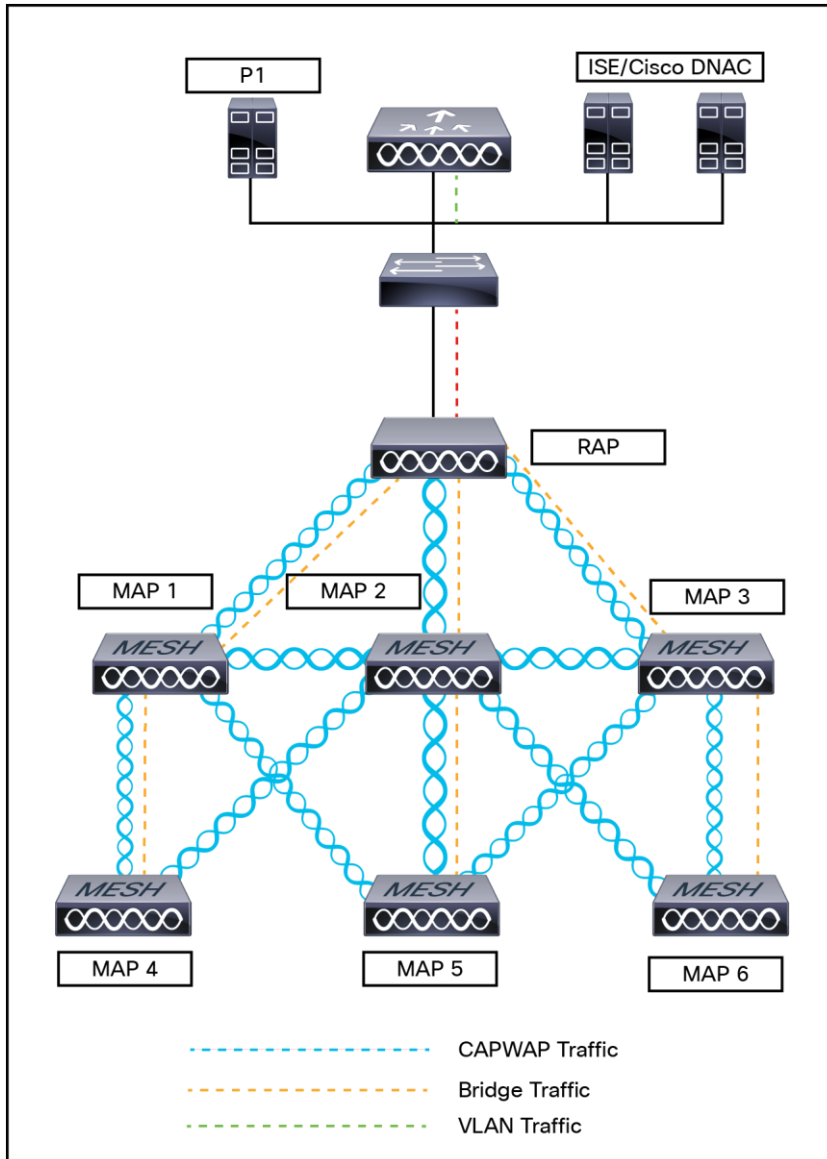 P1
ISE/Cisco DNAC
RAP
MAP 1
MAP 2
MAP 3
MESH
MESH
MESH
MESH
MESH
MESH
MAP 4
MAP 5
MAP 6
CAPWAP Traffic
Bridge Traffic
VLAN Traffic